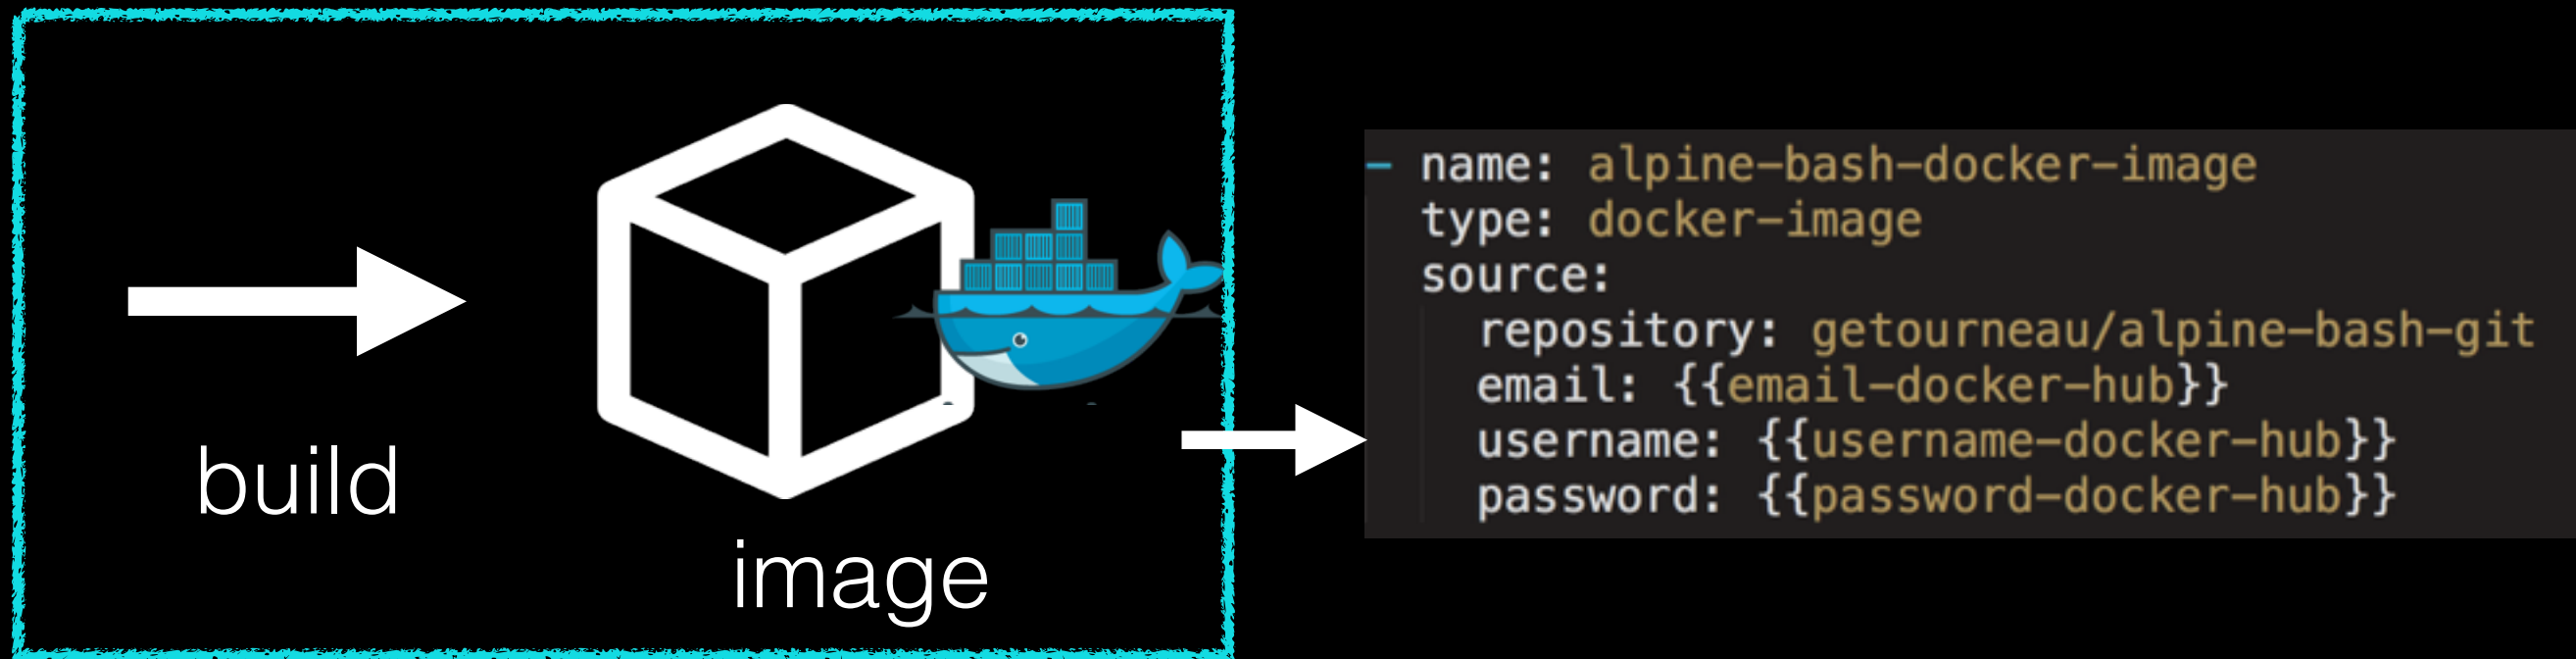 build
image
- name: alpine-bash-docker-image
type: docker-image
source:
repository: getourneau/alpine-bash-git
email: {{email-docker-hub}}
username: {{username-docker-hub}}
password: {{password-docker-hub}}